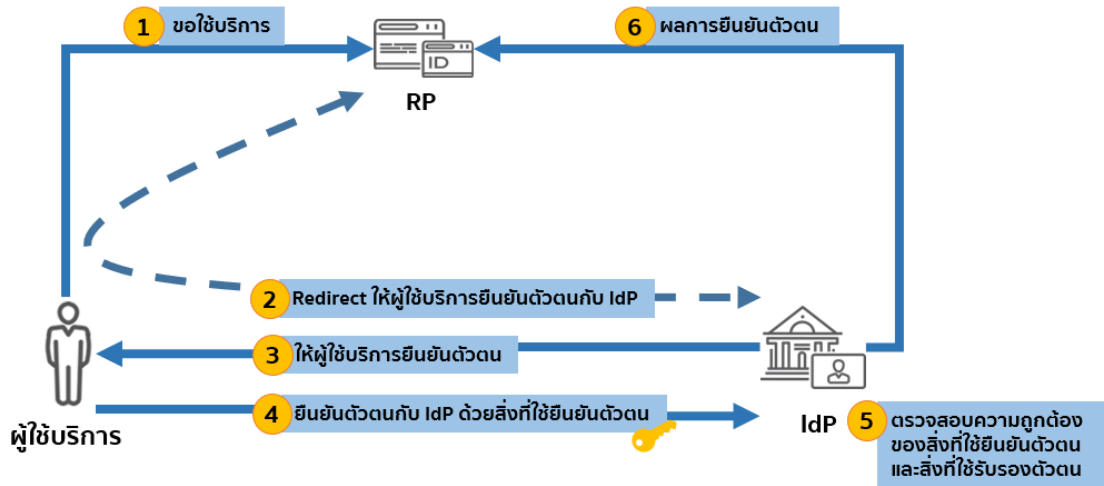 1 ขอใช้บริการ
6 ผลการยืนยันตัวตน
ID
RP
2 Redirect ให้ผู้ใช้บริการยืนยันตัวตนกับ IdP
3 ให้ผู้ใช้บริการยืนยันตัวตน
4 ยืนยันตัวตนกับ IdP ด้วยสิ่งที่ใช้ยืนยันตัวตน
ผู้ใช้บริการ
IdP
5 ตรวจสอบความถูกต้อง
ของสิ่งที่ใช้ยืนยันตัวตน
และสิ่งที่ใช้รับรองตัวตน